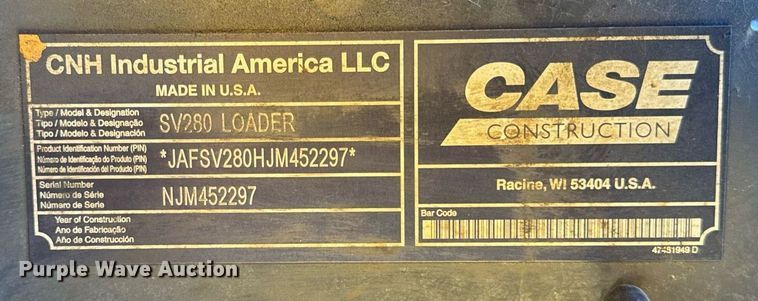 CNH Industrial America LLC
MADE IN U.S.A.
Type / Model & Designation
Tipo / Modelo & Designação
Tipo / Modelo & Designación
SV280 LOADER
Product Identification Number (PIN)
Número de Identificação do Produto (PIN)
Número de Identificación del Producto (PIN)
*JAFSV280HJM452297*
Serial Number
Número de Série
Número de Serie
NJM452297
Year of Construction
Ano de Fabricação
Año de Construcción
CASE
CONSTRUCTION
Racine, WI 53404 U.S.A.
Bar Code
47481949 D
Purple Wave Auction